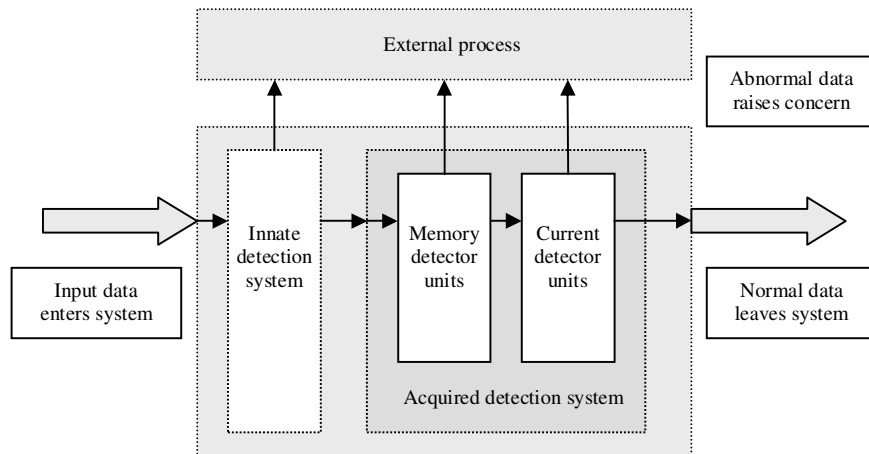 External process
Abnormal data
raises concern
Innate
detection
system
Memory
detector
units
Current
detector
units
Input data
enters system
Normal data
leaves system
Acquired detection system